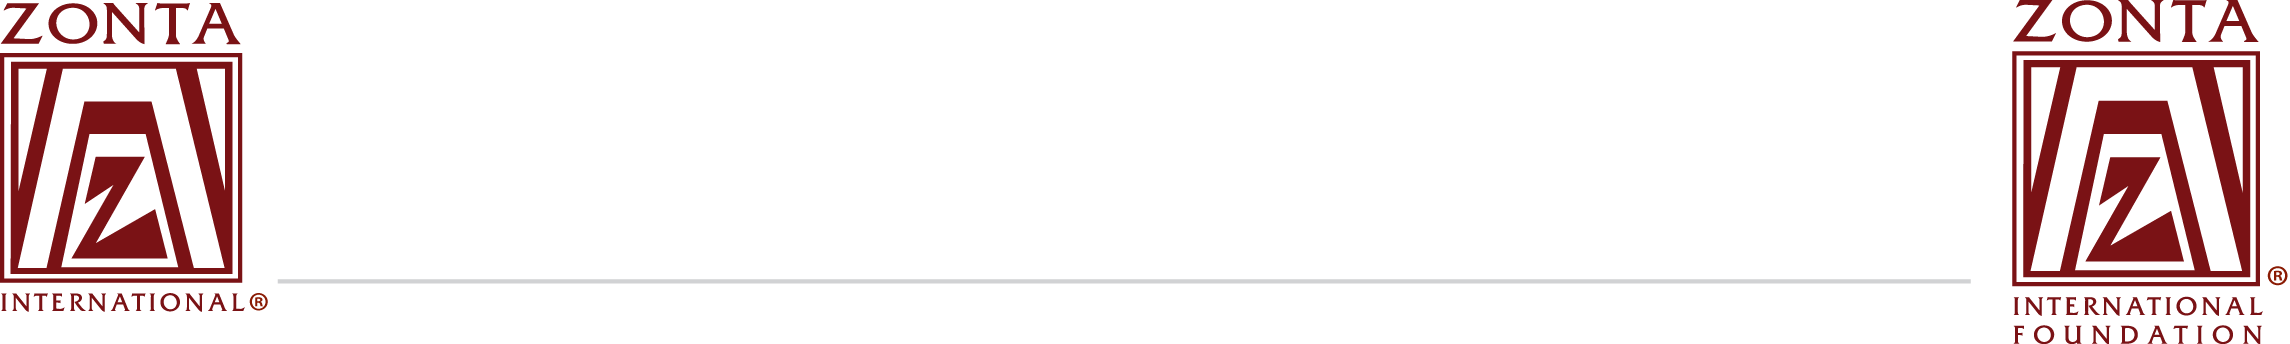 ZONTA
INTERNATIONAL®
ZONTA
®
INTERNATIONAL
FOUNDATION